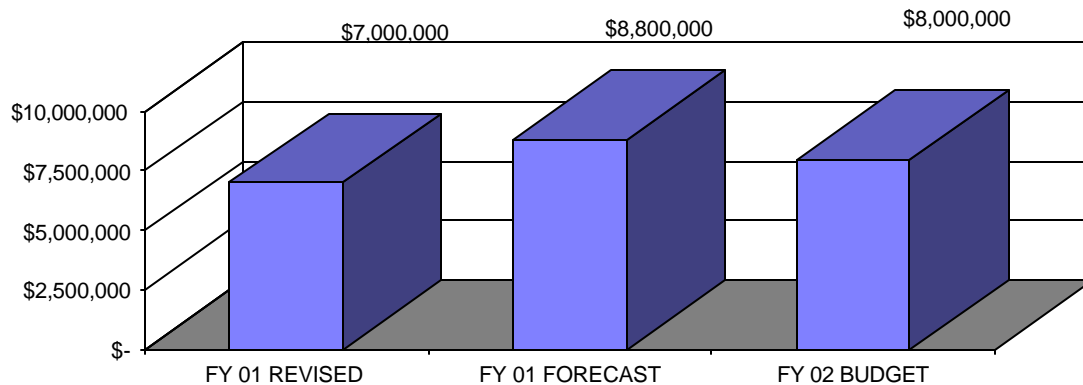 $7,000,000
$8,800,000
$8,000,000
$10,000,000
$7,500,000
$5,000,000
$2,500,000
$-
FY 01 REVISED
FY 01 FORECAST
FY 02 BUDGET